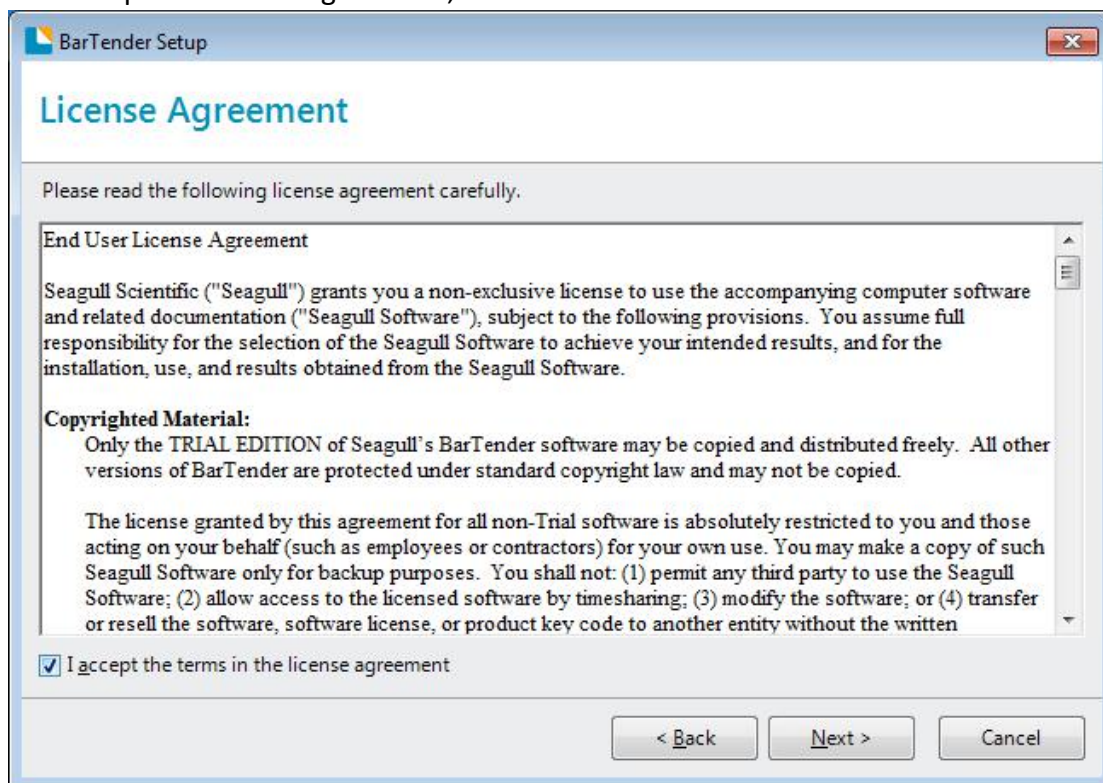 BarTender Setup
License Agreement
Please read the following license agreement carefully.
End User License Agreement
Seagull Scientific ("Seagull") grants you a non-exclusive license to use the accompanying computer software
and related documentation ("Seagull Software"), subject to the following provisions.  You assume full
responsibility for the selection of the Seagull Software to achieve your intended results, and for the
installation, use, and results obtained from the Seagull Software.
Copyrighted Material:
Only the TRIAL EDITION of Seagull's BarTender software may be copied and distributed freely.  All other
versions of BarTender are protected under standard copyright law and may not be copied.
The license granted by this agreement for all non-Trial software is absolutely restricted to you and those
acting on your behalf (such as employees or contractors) for your own use. You may make a copy of such
Seagull Software only for backup purposes.  You shall not: (1) permit any third party to use the Seagull
Software; (2) allow access to the licensed software by timesharing; (3) modify the software; or (4) transfer
or resell the software, software license, or product key code to another entity without the written
I accept the terms in the license agreement
< Back Next > Cancel